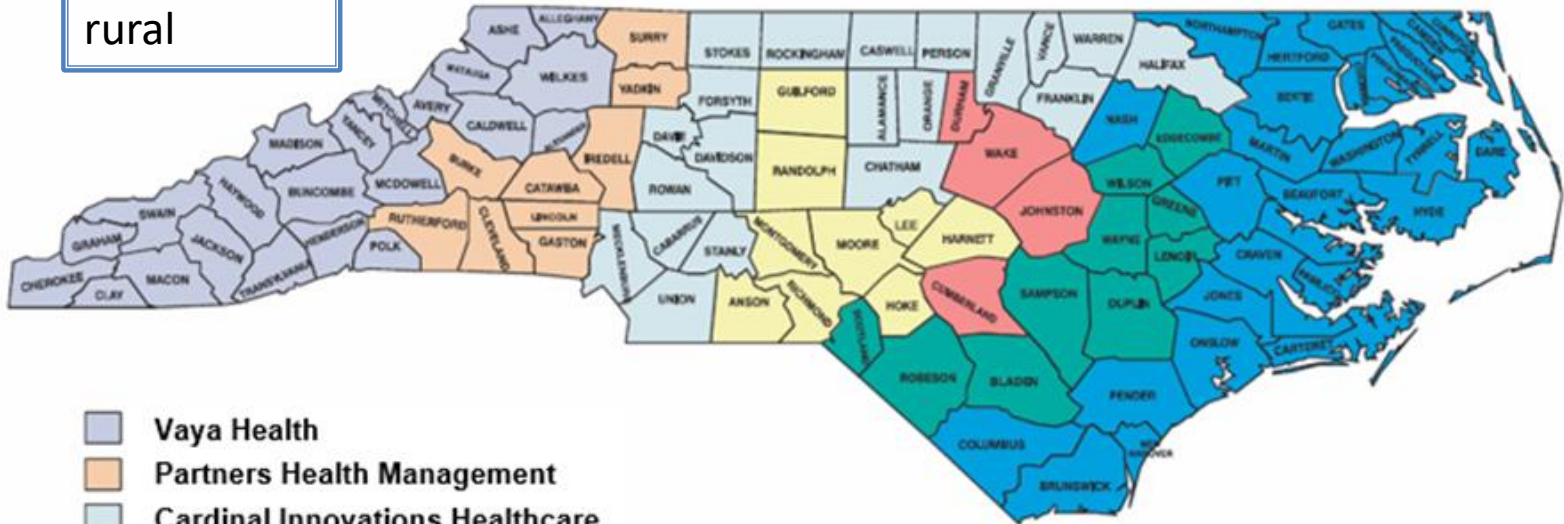 rural
ASHE
ALLEGHANY
SURRY
STOKES
ROCKINGHAM
CASWELL
PERSON
GRANVILLE
VANCE
WARREN
HALIFAX
NORTHAMPTON
HERTFORD
GATES
CAMDEN
WATAUGA
WILKES
YADKIN
FORSYTH
GUILFORD
ALAMANCE
ORANGE
DURHAM
FRANKLIN
NASH
EDGECOMBE
BERTIE
MITCHELL
AVERY
CALDWELL
ALEXANDER
IREDELL
DAVIE
DAVIDSON
RANDOLPH
CHATHAM
WAKE
WILSON
MARTIN
WASHINGTON
TYRRELL
DARE
MADISON
YANCEY
BURKE
CATAWBA
ROWAN
JOHNSTON
GREENE
PITT
BEAUFORT
HYDE
HAYWOOD
BUNCOMBE
MCDOWELL
RUTHERFORD
CLEVELAND
LINCOLN
GASTON
MECKLENBURG
CABARRUS
STANLY
MONTGOMERY
MOORE
LEE
HARNETT
WAYNE
LENOIR
CRAVEN
PAMLICO
SWAIN
GRAHAM
JACKSON
HENDERSON
POLK
CHEROKEE
CLAY
MACON
TRANSYLVANIA
UNION
ANSON
RICHMOND
HOKE
CUMBERLAND
SAMPSON
DUPLIN
JONES
ONSLOW
CARTERET
SCOTLAND
ROBESON
BLADEN
PENDER
COLUMBUS
NEW
HANOVER
BRUNSWICK
Vaya Health
Partners Health Management
Cardinal Innovations Healthcare